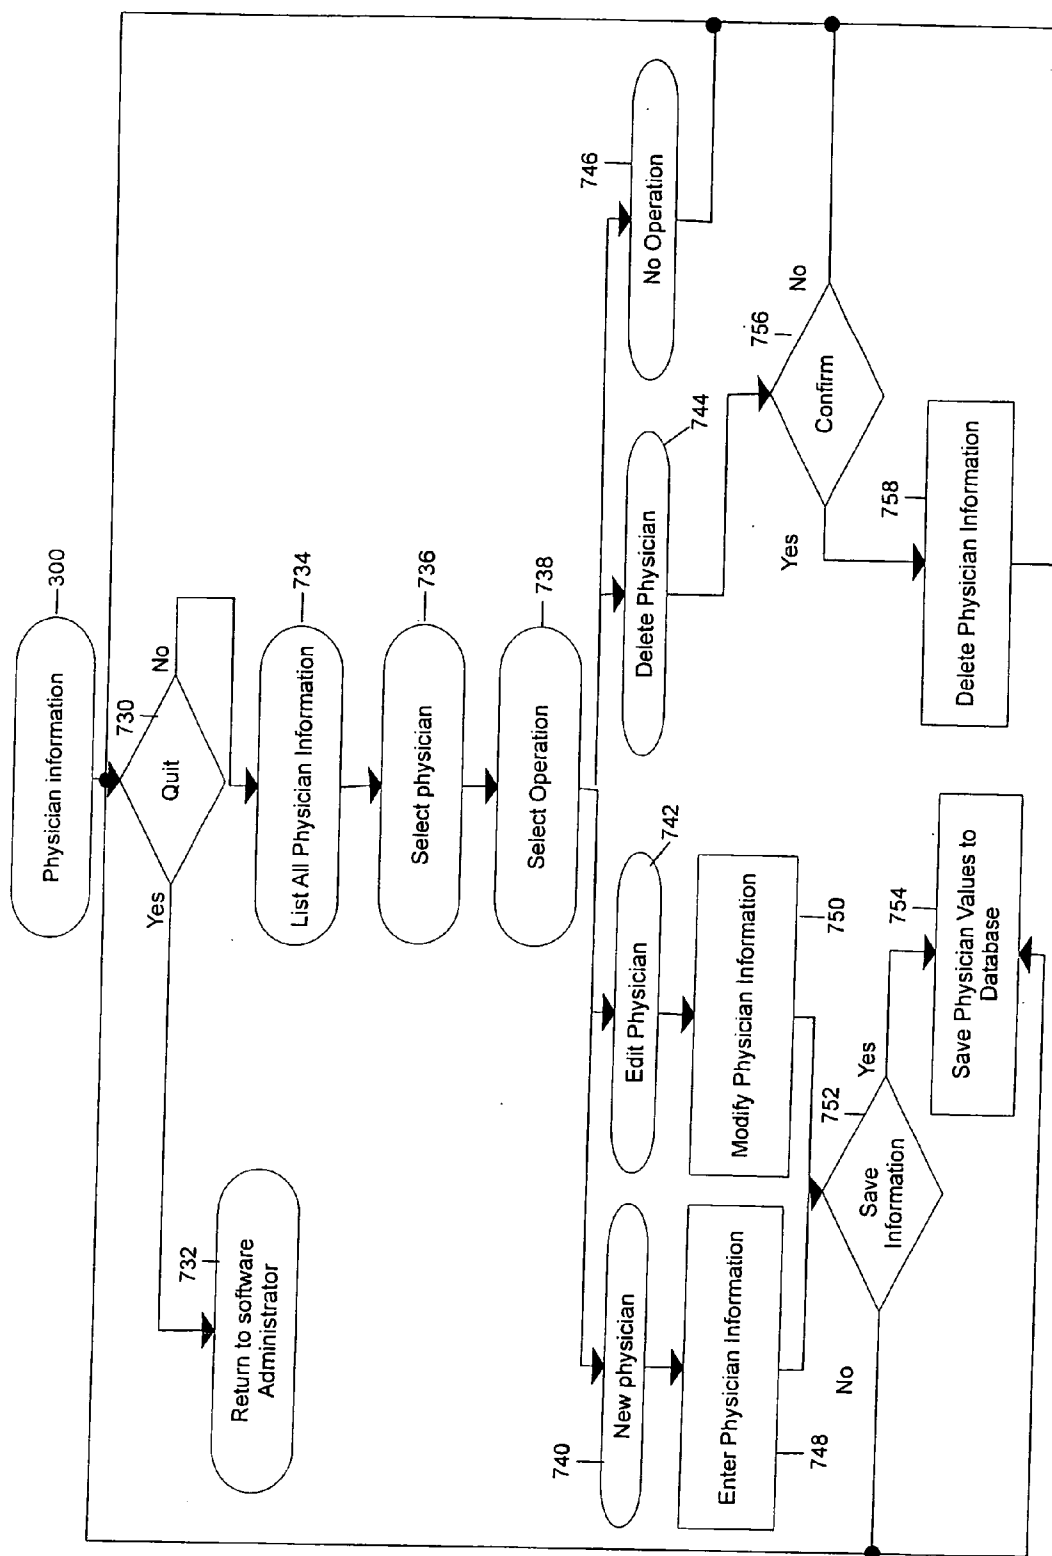 Physician information
300
730
Quit
Yes
No
732
Return to software
Administrator
List All Physician Information
734
Select physician
736
Select Operation
738
740
New physician
Edit Physician
742
Delete Physician
744
746
No Operation
Enter Physician Information
748
Modify Physician Information
750
752
Save
Information
No
Yes
754
Save Physician Values to
Database
756
Confirm
Yes
No
758
Delete Physician Information